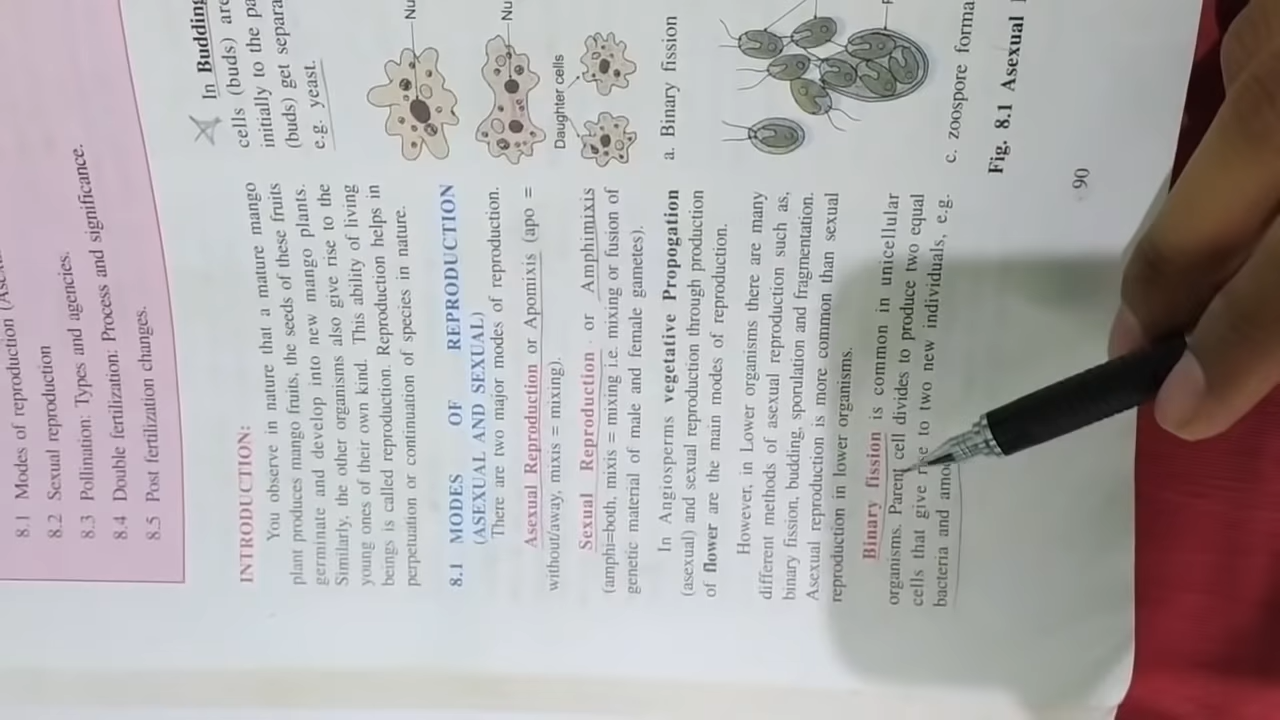 8.1 Modes of reproduction
8.2 Sexual reproduction
8.3 Pollination: Types and agencies.
8.4 Double fertilization: Process and significance.
8.5 Post fertilization changes.
INTRODUCTION:
You observe in nature that a mature mango
plant produces mango fruits, the seeds of these fruits
germinate and develop into new mango plants.
Similarly, the other organisms also give rise to the
young ones of their own kind. This ability of living
beings is called reproduction. Reproduction helps in
perpetuation or continuation of species in nature.
8.1 MODES OF REPRODUCTION
(ASEXUAL AND SEXUAL)
There are two major modes of reproduction.
Asexual Reproduction or Apomixis (apo =
without/away, mixis = mixing).
Sexual Reproduction or Amphimixis
(amphi=both, mixis = mixing i.e. mixing or fusion of
genetic material of male and female gametes).
In Angiosperms vegetative Propogation
(asexual) and sexual reproduction through production
of flower are the main modes of reproduction.
However, in Lower organisms there are many
different methods of asexual reproduction such as,
binary fission, budding, sporulation and fragmentation.
Asexual reproduction is more common than sexual
reproduction in lower organisms.
Binary fission is common in unicellular
organisms. Parent cell divides to produce two equal
cells that give rise to two new individuals, e.g.
bacteria and
In Budding
cells (buds) are
initially to the
(buds) get
e.g. yeast.
Daughter cells
a. Binary fission
c. zoospore
Fig. 8.1 Asexual
90